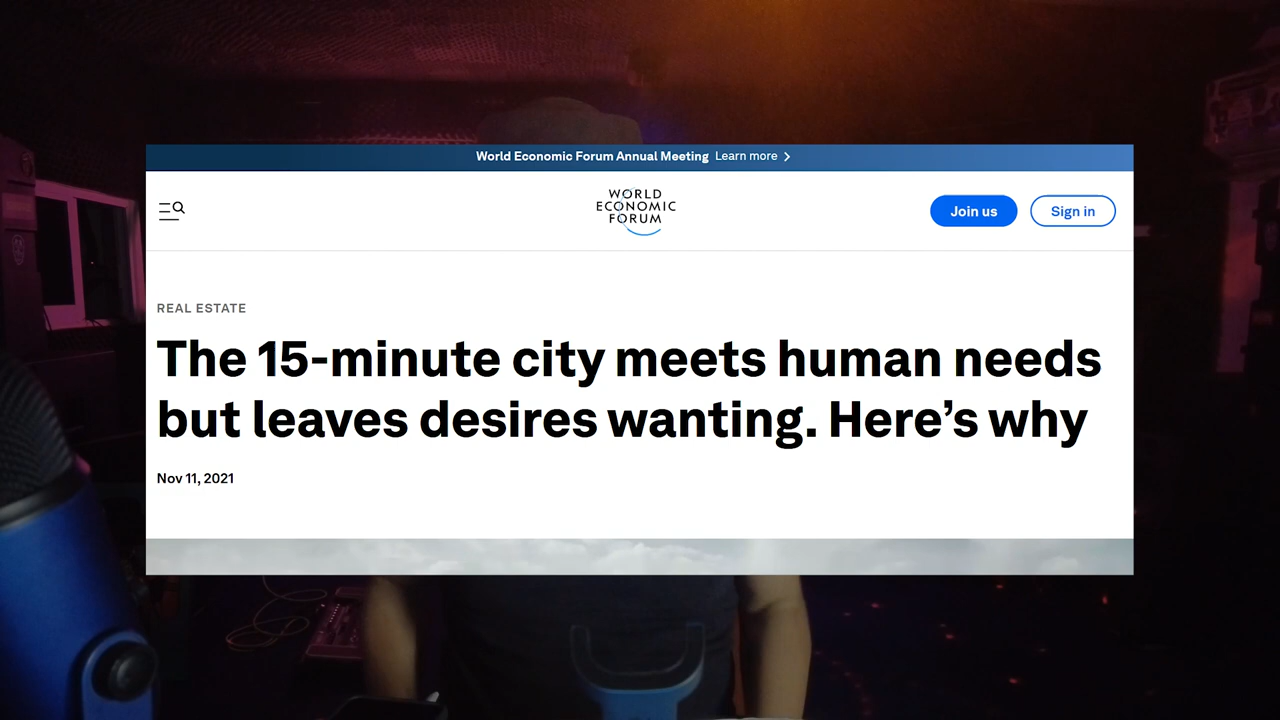 World Economic Forum Annual Meeting Learn more
WORLD
ECONOMIC
FORUM
Join us
Sign in
REAL ESTATE
The 15-minute city meets human needs
but leaves desires wanting. Here’s why
Nov 11, 2021